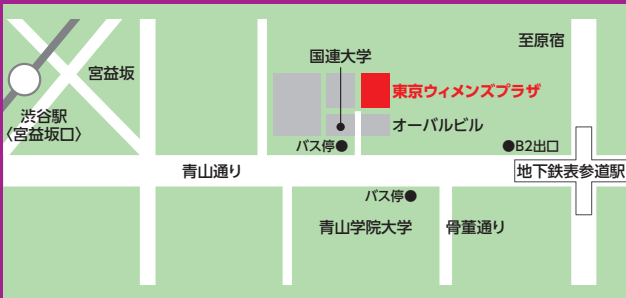 至原宿
国連大学
宮益坂
東京ウィメンズプラザ
渋谷駅
〈宮益坂口〉
オーバルビル
バス停●
●B2出口
青山通り
地下鉄表参道駅
バス停●
青山学院大学
骨董通り